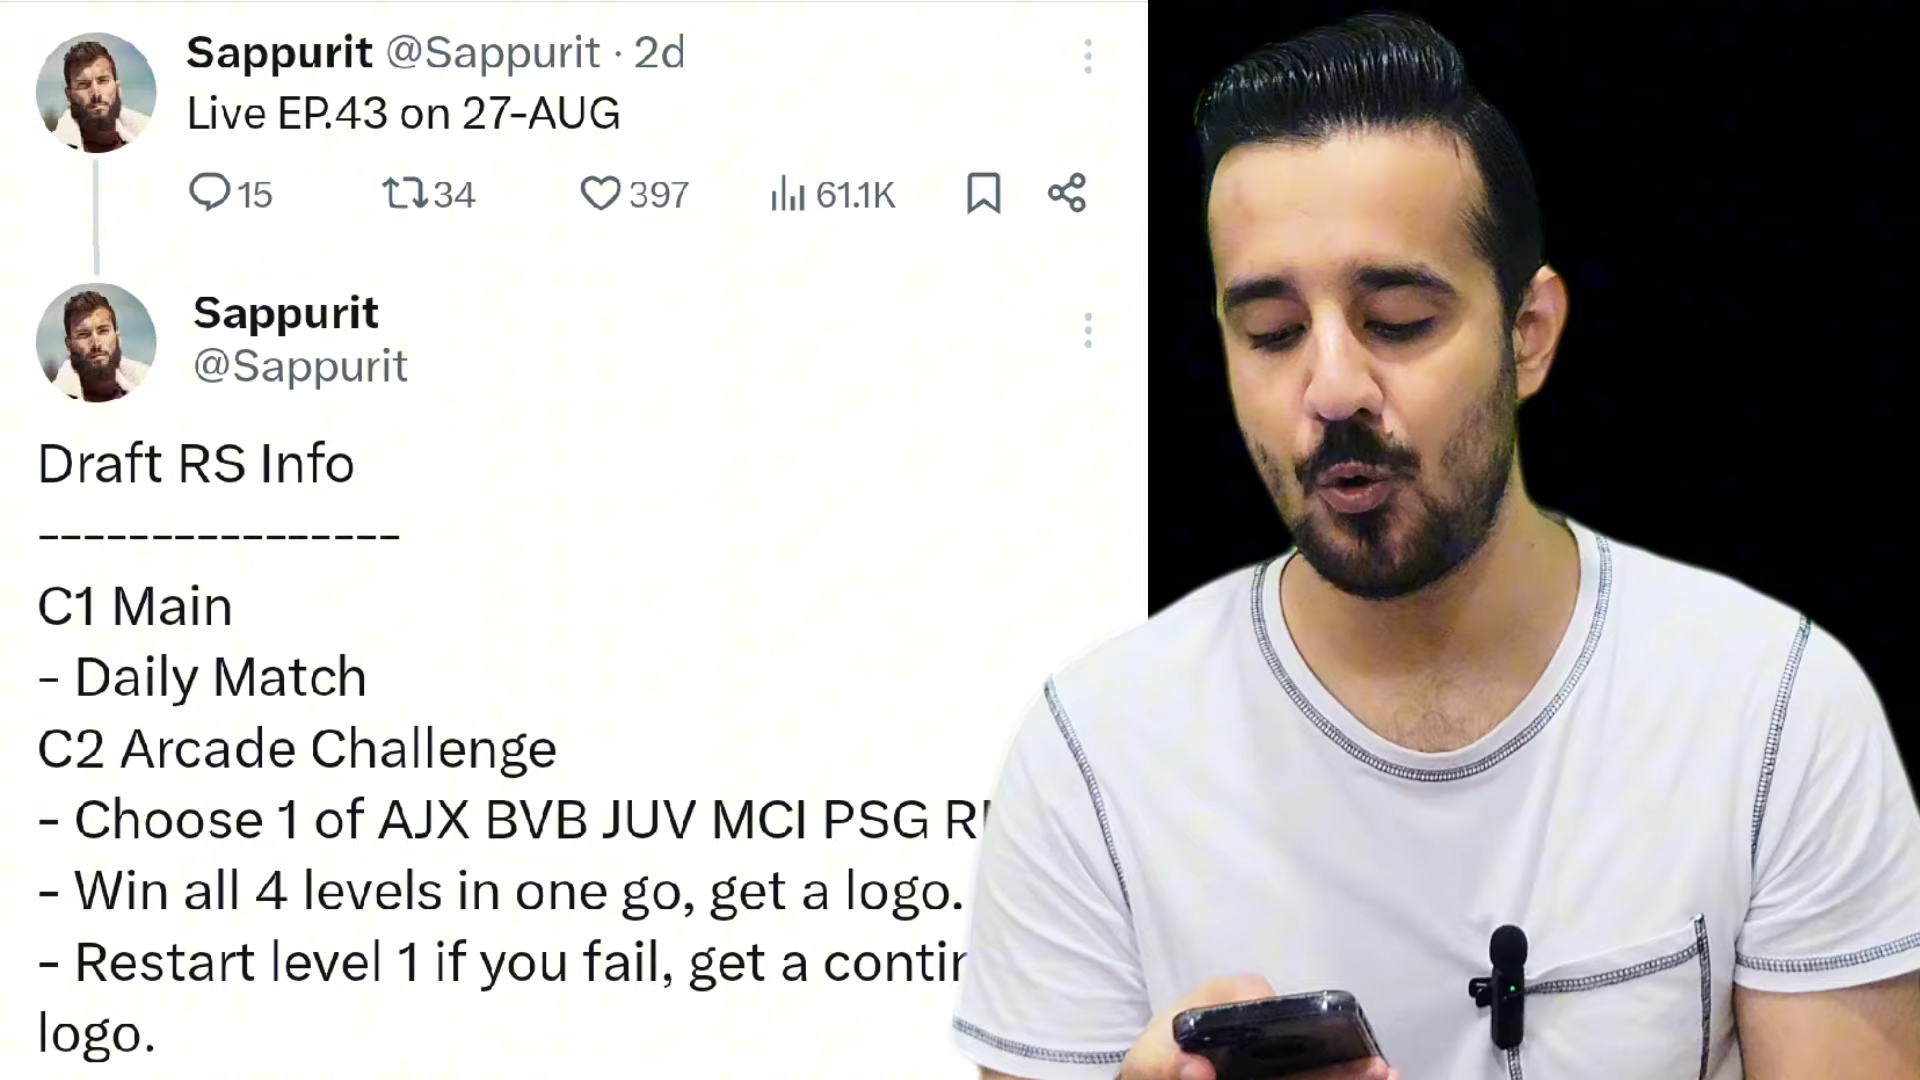 Sappurit @Sappurit · 2d
Live EP.43 on 27-AUG
15 34 397 61.1K
Sappurit
@Sappurit
Draft RS Info
----------------
C1 Main
- Daily Match
C2 Arcade Challenge
- Choose 1 of AJX BVB JUV MCI PSG
- Win all 4 levels in one go, get a logo.
- Restart level 1 if you fail, get a
logo.